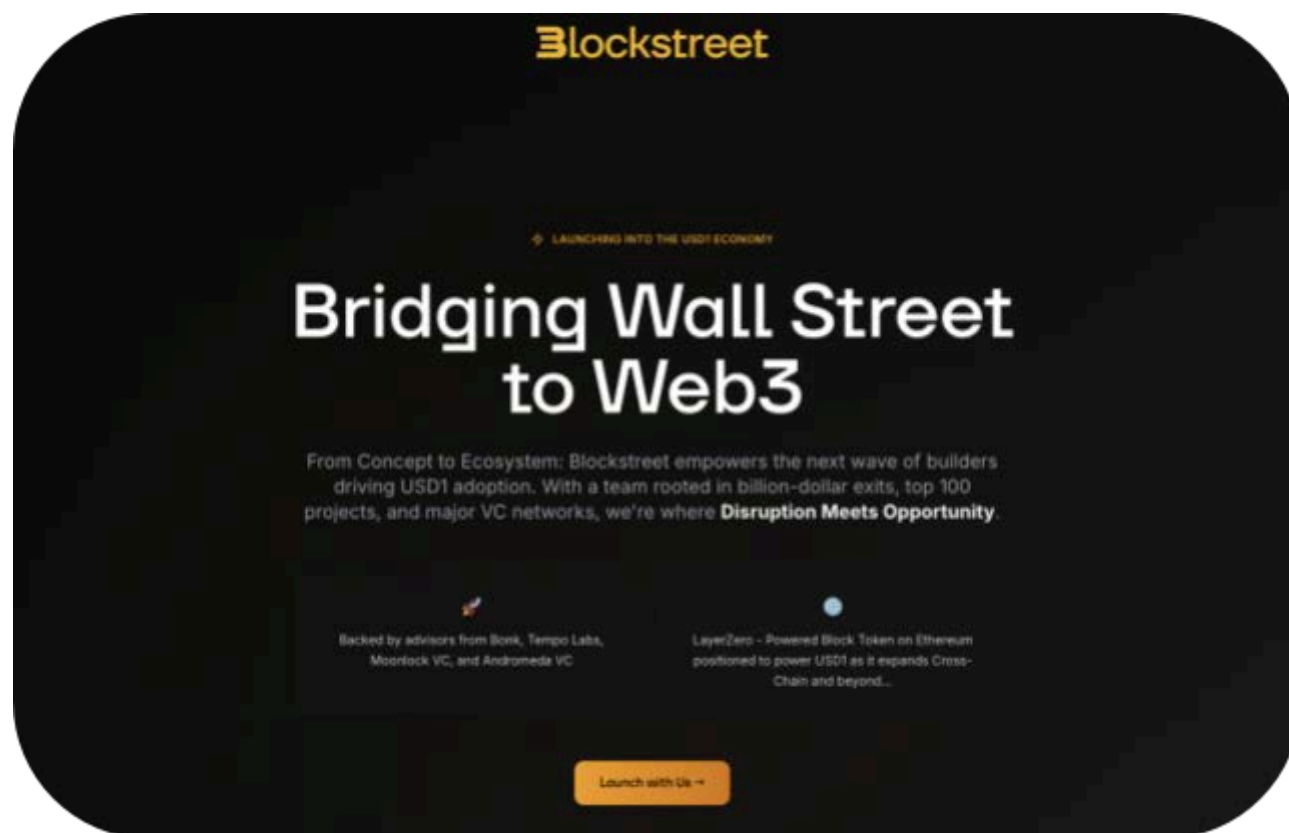 Blockstreet
LAUNCHING INTO THE USD1 ECONOMY
Bridging Wall Street
to Web3
From Concept to Ecosystem: Blockstreet empowers the next wave of builders
driving USD1 adoption. With a team rooted in billion-dollar exits, top 100
projects, and major VC networks, we're where Disruption Meets Opportunity.
Backed by advisors from Bonk, Tempo Labs,
Moonlock VC, and Andromeda VC
LayerZero - Powered Block Token on Ethereum
positioned to power USD1 as it expands Cross-
Chain and beyond...
Launch with Us →